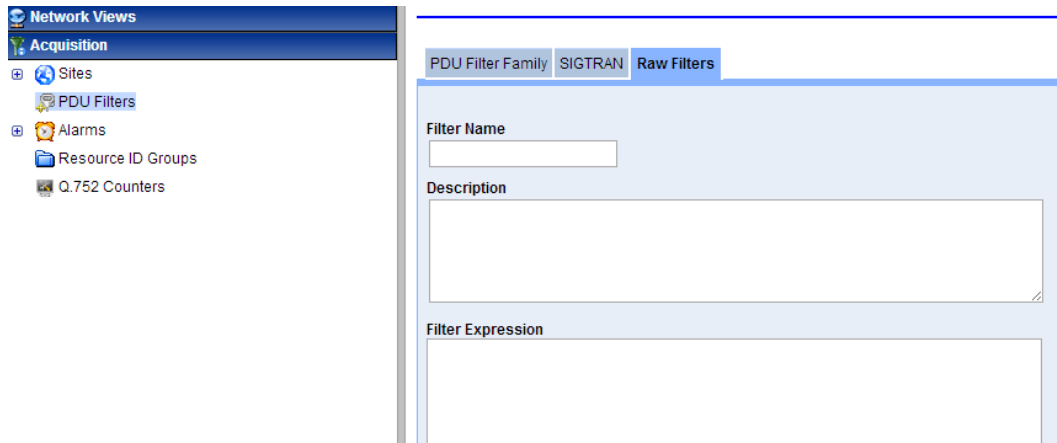 Network Views
Acquisition
Sites
PDU Filters
Alarms
Resource ID Groups
Q.752 Counters
PDU Filter Family SIGTRAN Raw Filters
Filter Name
Description
Filter Expression